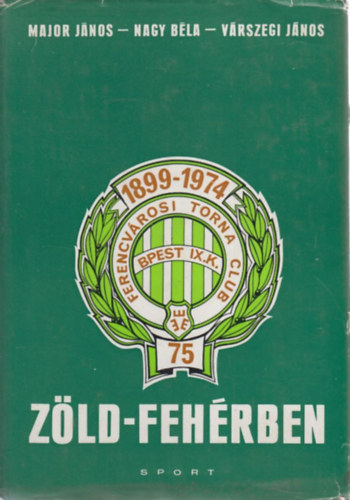 MAJOR JÁNOS – NAGY BÉLA – VÁRSZEGI JÁNOS
1899-1974
FERENCVÁROSI TORNA CLUB
BPEST IX.K.
75
ZÖLD-FEHÉRBEN
SPORT